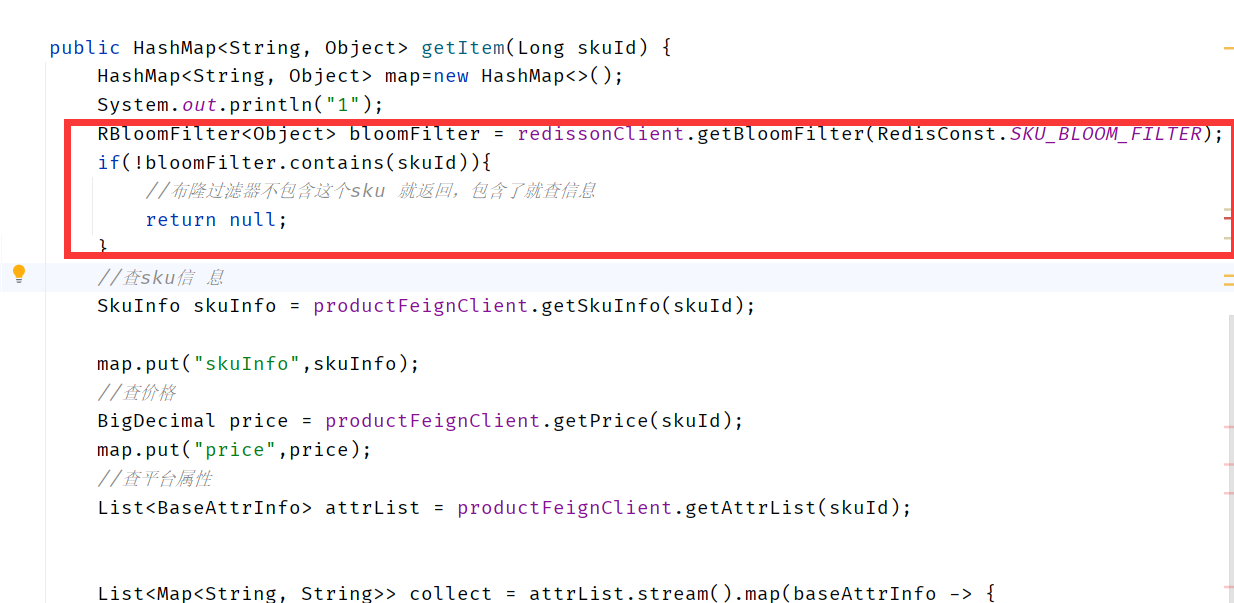 public HashMap<String, Object> getItem(Long skuId) {
HashMap<String, Object> map=new HashMap<>();
System.out.println("1");
RBloomFilter<Object> bloomFilter = redissonClient.getBloomFilter(RedisConst.SKU_BLOOM_FILTER);
if(!bloomFilter.contains(skuId)){
//布隆过滤器不包含这个sku 就返回，包含了就查信息
return null;
}
//查sku信 息
SkuInfo skuInfo = productFeignClient.getSkuInfo(skuId);
map.put("skuInfo",skuInfo);
//查价格
BigDecimal price = productFeignClient.getPrice(skuId);
map.put("price",price);
//查平台属性
List<BaseAttrInfo> attrList = productFeignClient.getAttrList(skuId);
List<Map<String, String>> collect = attrList.stream().map(baseAttrInfo -> {